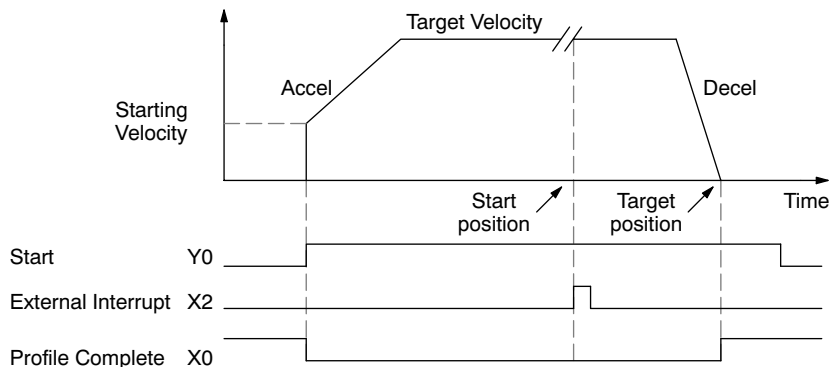 Target Velocity
Accel
Decel
Starting
Velocity
Start
position
Target
position
Time
Start Y0
External Interrupt X2
Profile Complete X0